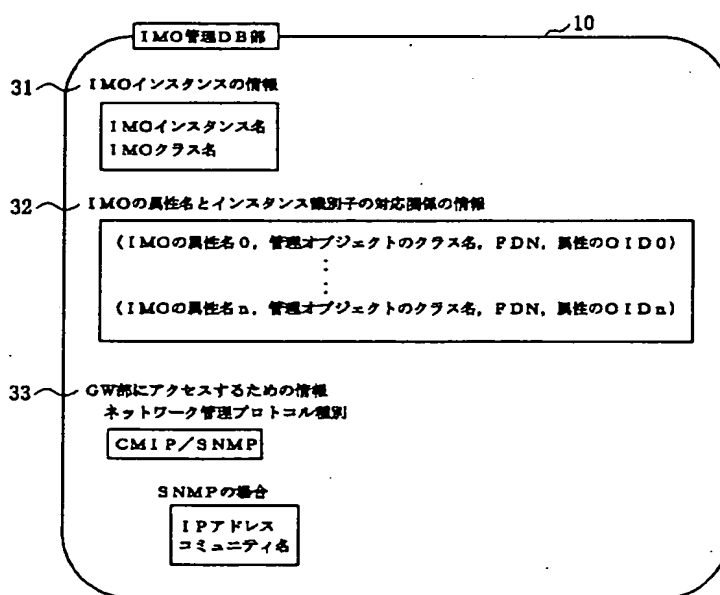 IMO管理DB部
10
31
IMOインスタンスの情報
IMOインスタンス名
IMOクラス名
32
IMOの属性名とインスタンス識別子の対応関係の情報
(IMOの属性名0, 管理オブジェクトのクラス名, FDN, 属性のOID0)
(IMOの属性名n, 管理オブジェクトのクラス名, FDN, 属性のOIDn)
33
GW部にアクセスするための情報
ネットワーク管理プロトコル種別
CMIP/SNMP
SNMPの場合
IPアドレス
コミュニティ名